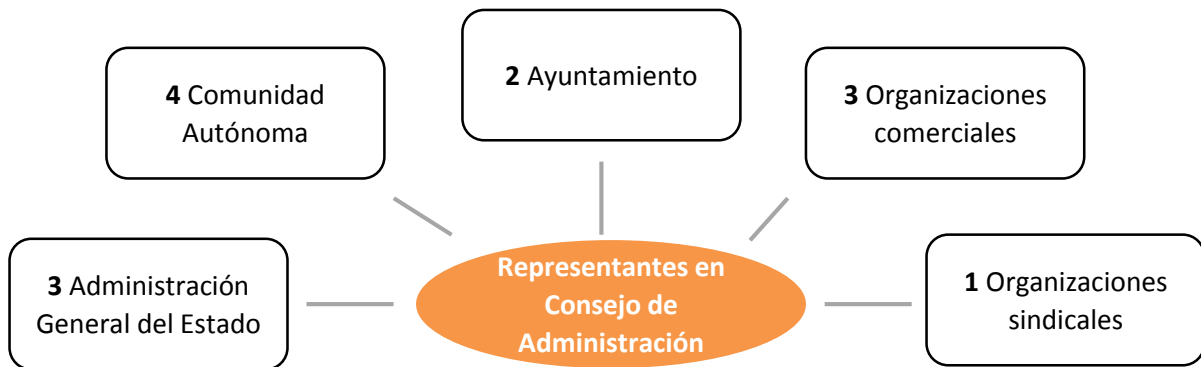 2 Ayuntamiento
4 Comunidad
Autónoma
3 Organizaciones
comerciales
3 Administración
General del Estado
Representantes en
Consejo de
Administración
1 Organizaciones
sindicales